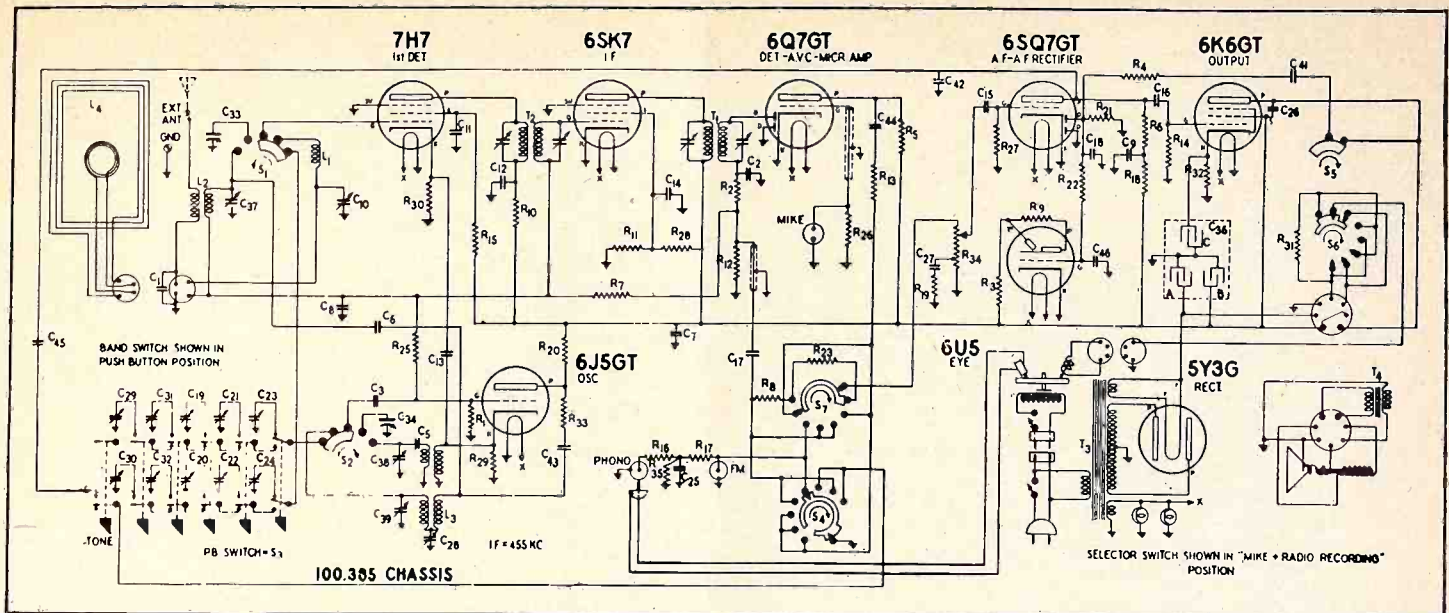 7H7
1st DET
6SK7
I F
6Q7GT
DET-A.V.C-MICR AMP
6SQ7GT
A F-A F RECTIFIER
6K6GT
OUTPUT
L4
EXT
ANT
GND
C33
S1
L1
L2
C37
C10
C1
C11
R30
R15
T2
C12
R10
C14
R11
R28
T1
C2
R2
R12
MIKE
R26
C44
R13
R5
C42
C15
R27
R21
R22
C18
R4
C16
R6
C9
R18
R14
R32
C26
C41
S5
R9
R34
C27
R19
R3
C46
C36
C
A
B
R31
S6
C45
C8
C6
R7
C7
BAND SWITCH SHOWN IN
PUSH BUTTON POSITION
R25
C13
R20
6J5GT
OSC
C17
R23
R8
S7
6U5
EYE
5Y3G
RECT
T4
C29
C31
C19
C21
C23
C30
C32
C20
C22
C24
S2
C3
C34
C38
C5
R1
R29
R33
C43
C39
L3
C28
PHONO
R16
R35
C25
R17
FM
S4
T3
X
-TONE
PB SWITCH=S3
I F = 455 KC
SELECTOR SWITCH SHOWN IN "MIKE + RADIO RECORDING"
POSITION
100.385 CHASSIS